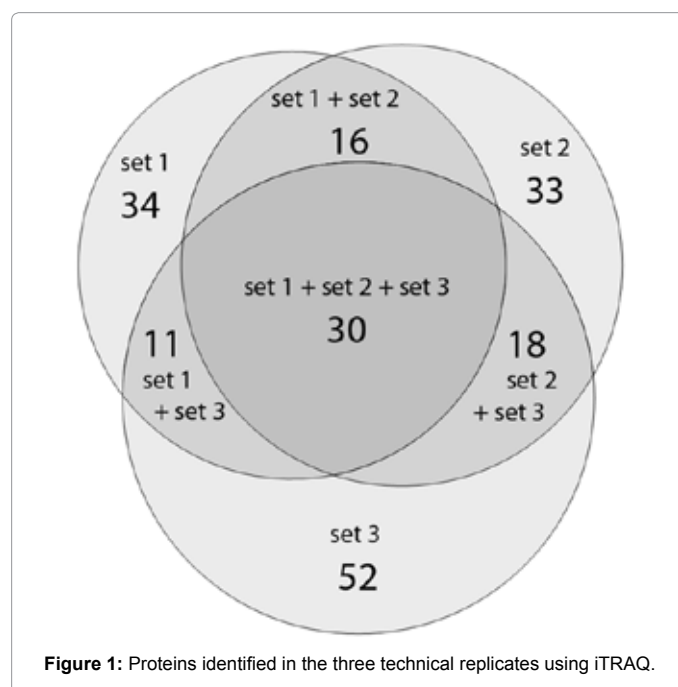 set 1 + set 2
16
set 1
34
set 2
33
set 1 + set 2 + set 3
30
11
set 1
+ set 3
18
set 2
+ set 3
set 3
52
Figure 1: Proteins identified in the three technical replicates using iTRAQ.